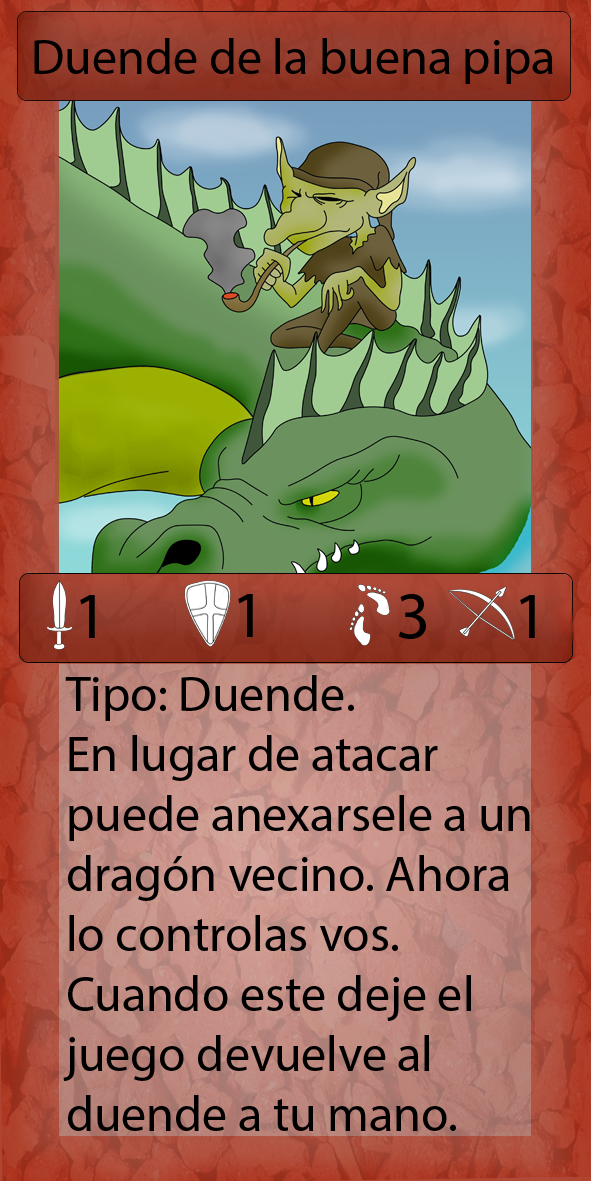 Duende de la buena pipa
1 1 3 1
Tipo: Duende.
En lugar de atacar
puede anexarsele a un
dragón vecino. Ahora
lo controlas vos.
Cuando este deje el
juego devuelve al
duende a tu mano.